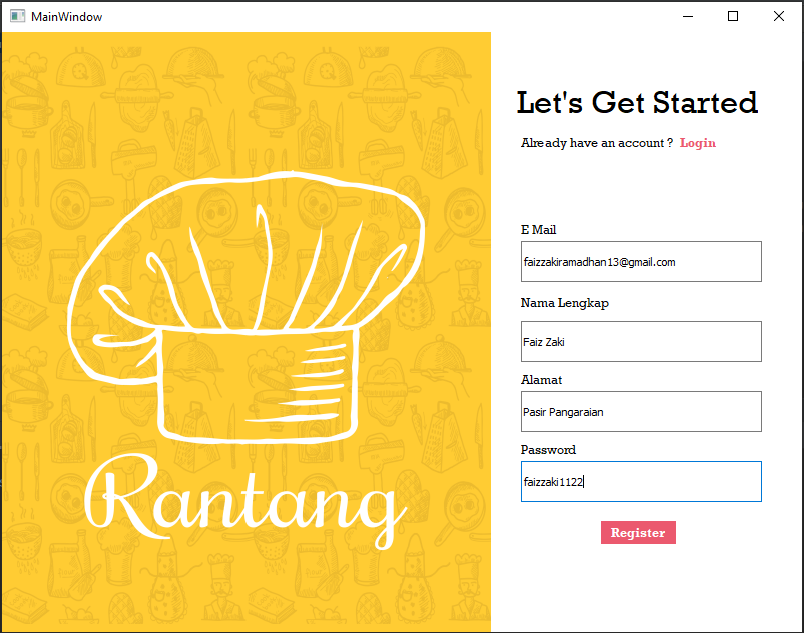 MainWindow
Rantang
Let's Get Started
Already have an account ? Login
E Mail
faizzakiramadhan13@gmail.com
Nama Lengkap
Faiz Zaki
Alamat
Pasir Pangaraian
Password
faizzaki1122
Register